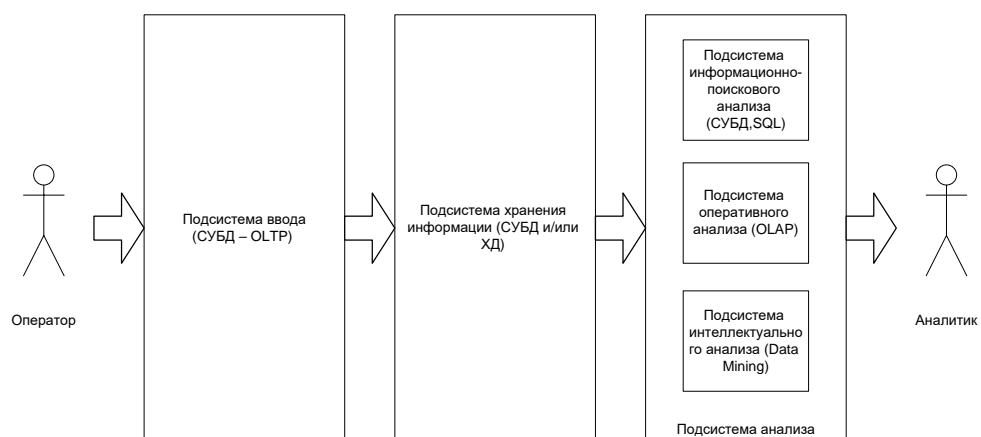 Оператор
Подсистема ввода
(СУБД – OLTP)
Подсистема хранения
информации (СУБД и/или
ХД)
Подсистема
информационно-
поискового
анализа
(СУБД,SQL)
Подсистема
оперативного
анализа (OLAP)
Подсистема
интеллектуально
го анализа (Data
Mining)
Подсистема анализа
Аналитик